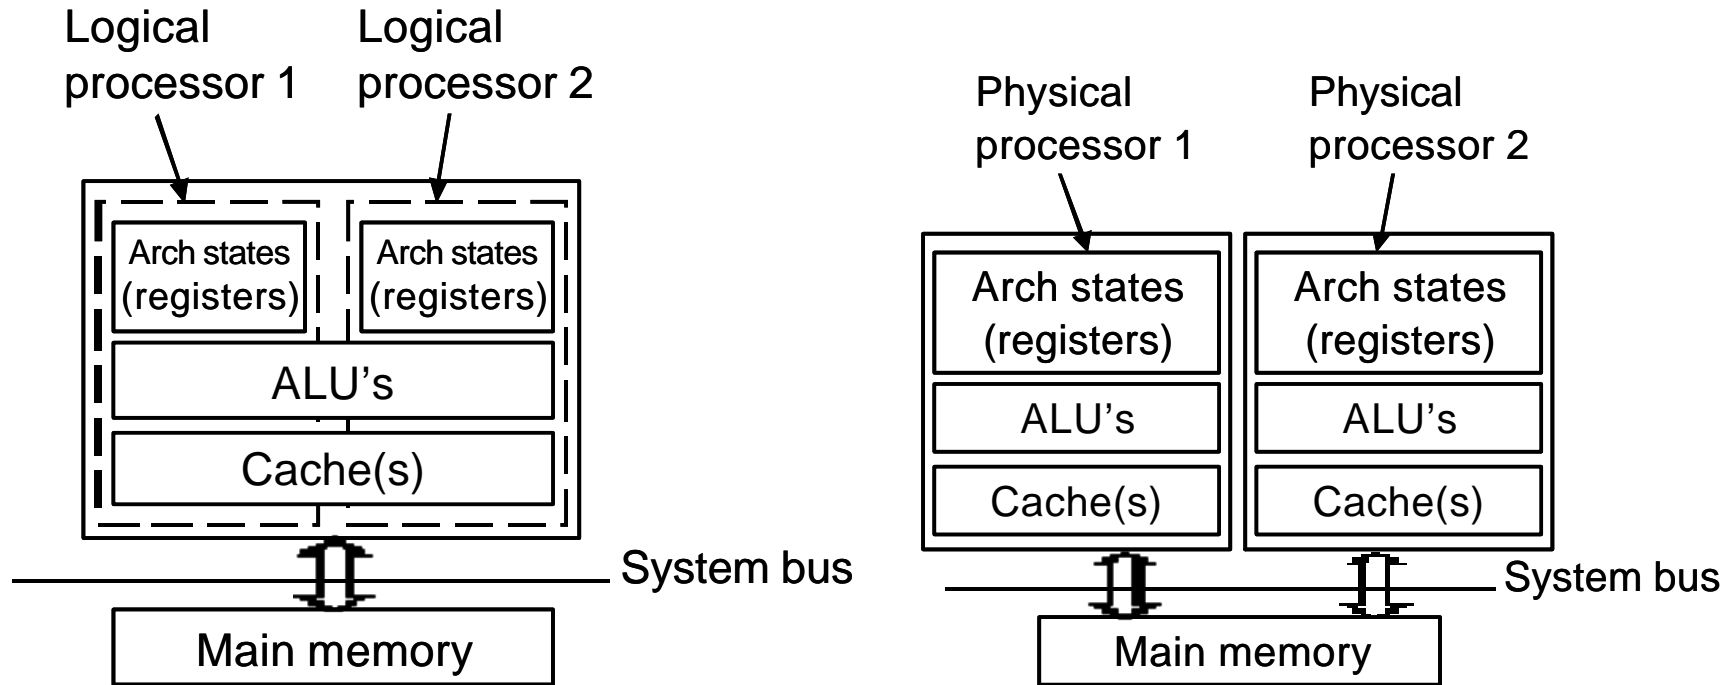 Logical
processor 1
Logical
processor 2
Arch states
(registers)
Arch states
(registers)
ALU's
Cache(s)
System bus
Main memory
Physical
processor 1
Physical
processor 2
Arch states
(registers)
Arch states
(registers)
ALU's
ALU's
Cache(s)
Cache(s)
System bus
Main memory